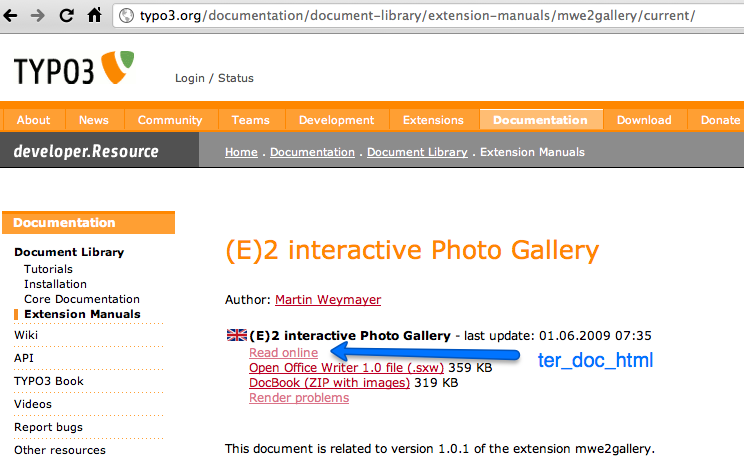 typo3.org/documentation/document-library/extension-manuals/mwe2gallery/current/
TYPO3
Login / Status
About News Community Teams Development Extensions Documentation Download Donate
developer.Resource
Home . Documentation . Document Library . Extension Manuals
Documentation
Document Library
Tutorials
Installation
Core Documentation
Extension Manuals
Wiki
API
TYPO3 Book
Videos
Report bugs
Other resources
(E)2 interactive Photo Gallery
Author: Martin Weymayer
(E)2 interactive Photo Gallery - last update: 01.06.2009 07:35
Read online
ter_doc_html
Open Office Writer 1.0 file (.sxw) 359 KB
DocBook (ZIP with images) 319 KB
Render problems
This document is related to version 1.0.1 of the extension mwe2gallery.